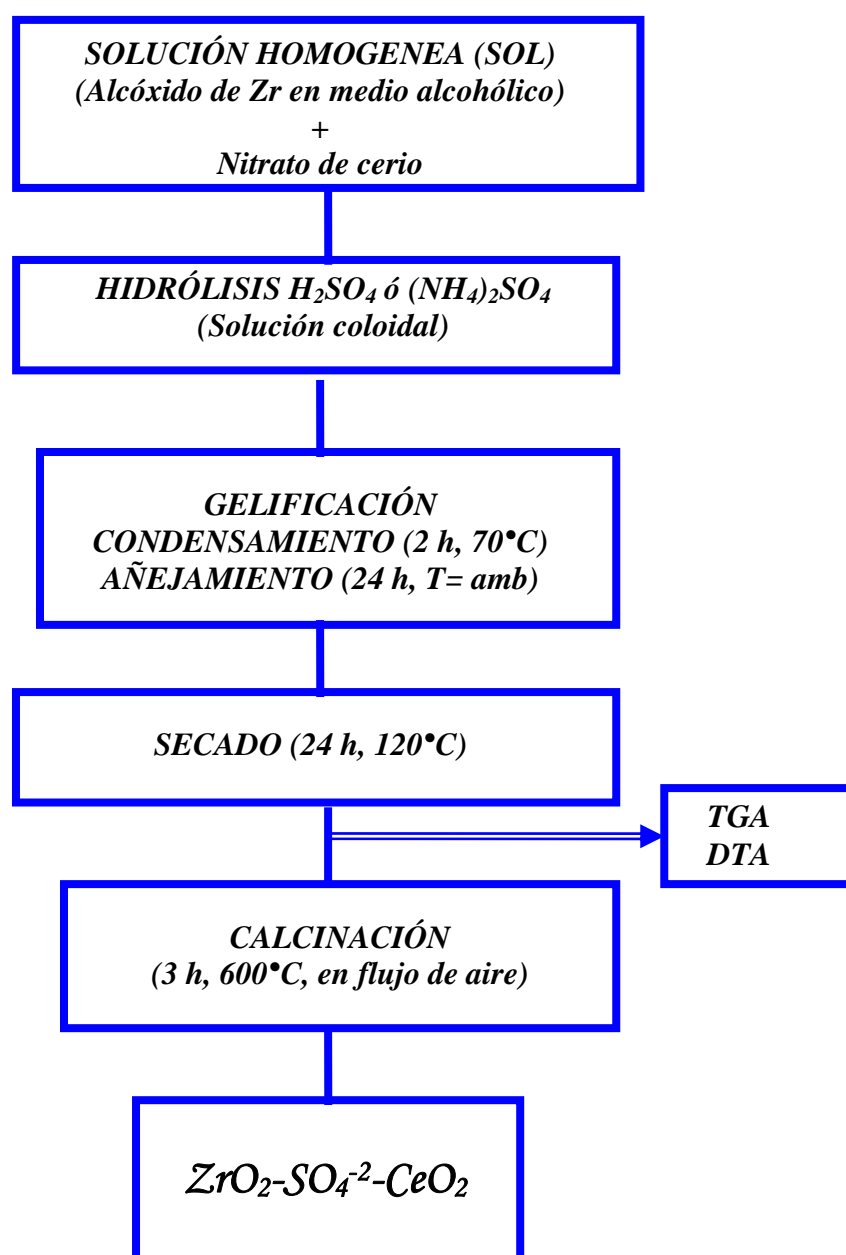 SOLUCIÓN HOMOGENEA (SOL)
(Alcóxido de Zr en medio alcohólico)
+
Nitrato de cerio
HIDRÓLISIS H₂SO₄ ó (NH₄)₂SO₄
(Solución coloidal)
GELIFICACIÓN
CONDENSAMIENTO (2 h, 70•C)
AÑEJAMIENTO (24 h, T= amb)
SECADO (24 h, 120•C)
TGA
DTA
CALCINACIÓN
(3 h, 600•C, en flujo de aire)
ZrO₂-SO₄⁻²-CeO₂